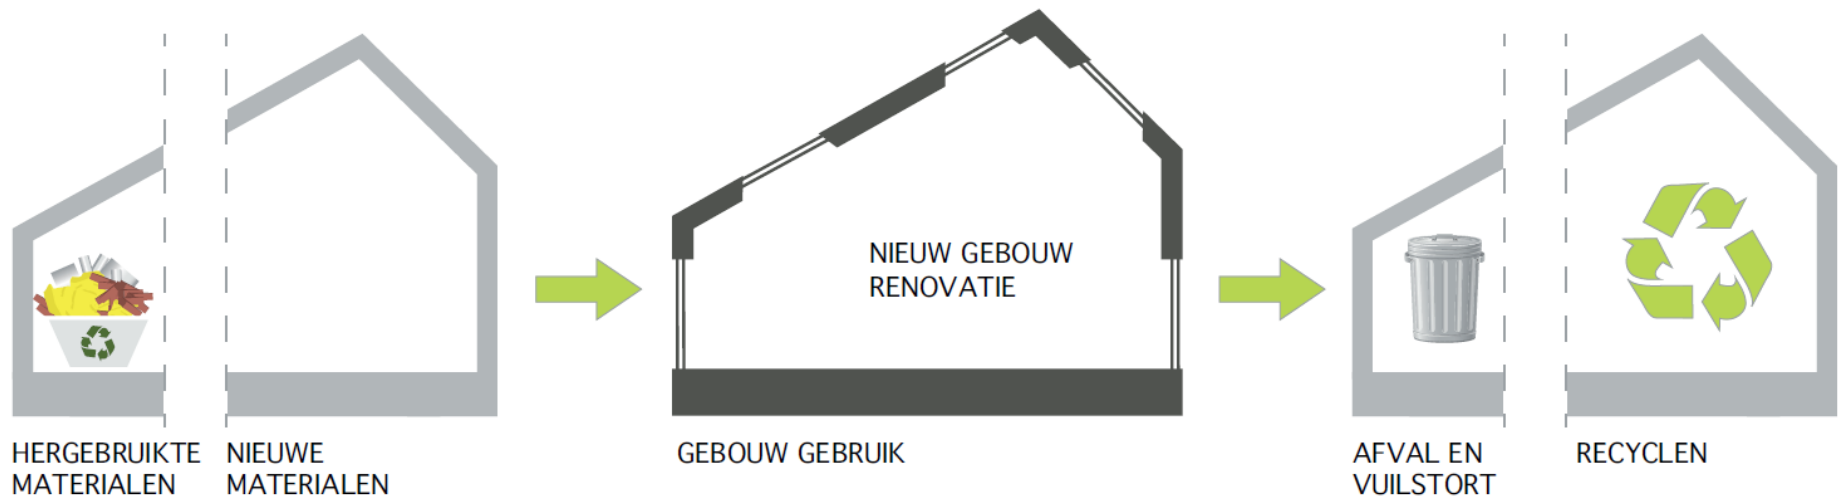 NIEUW GEBOUW
RENOVATIE
HERGEBRUIKTE
MATERIALEN
NIEUWE
MATERIALEN
GEBOUW GEBRUIK
AFVAL EN
VUILSTORT
RECYCLEN